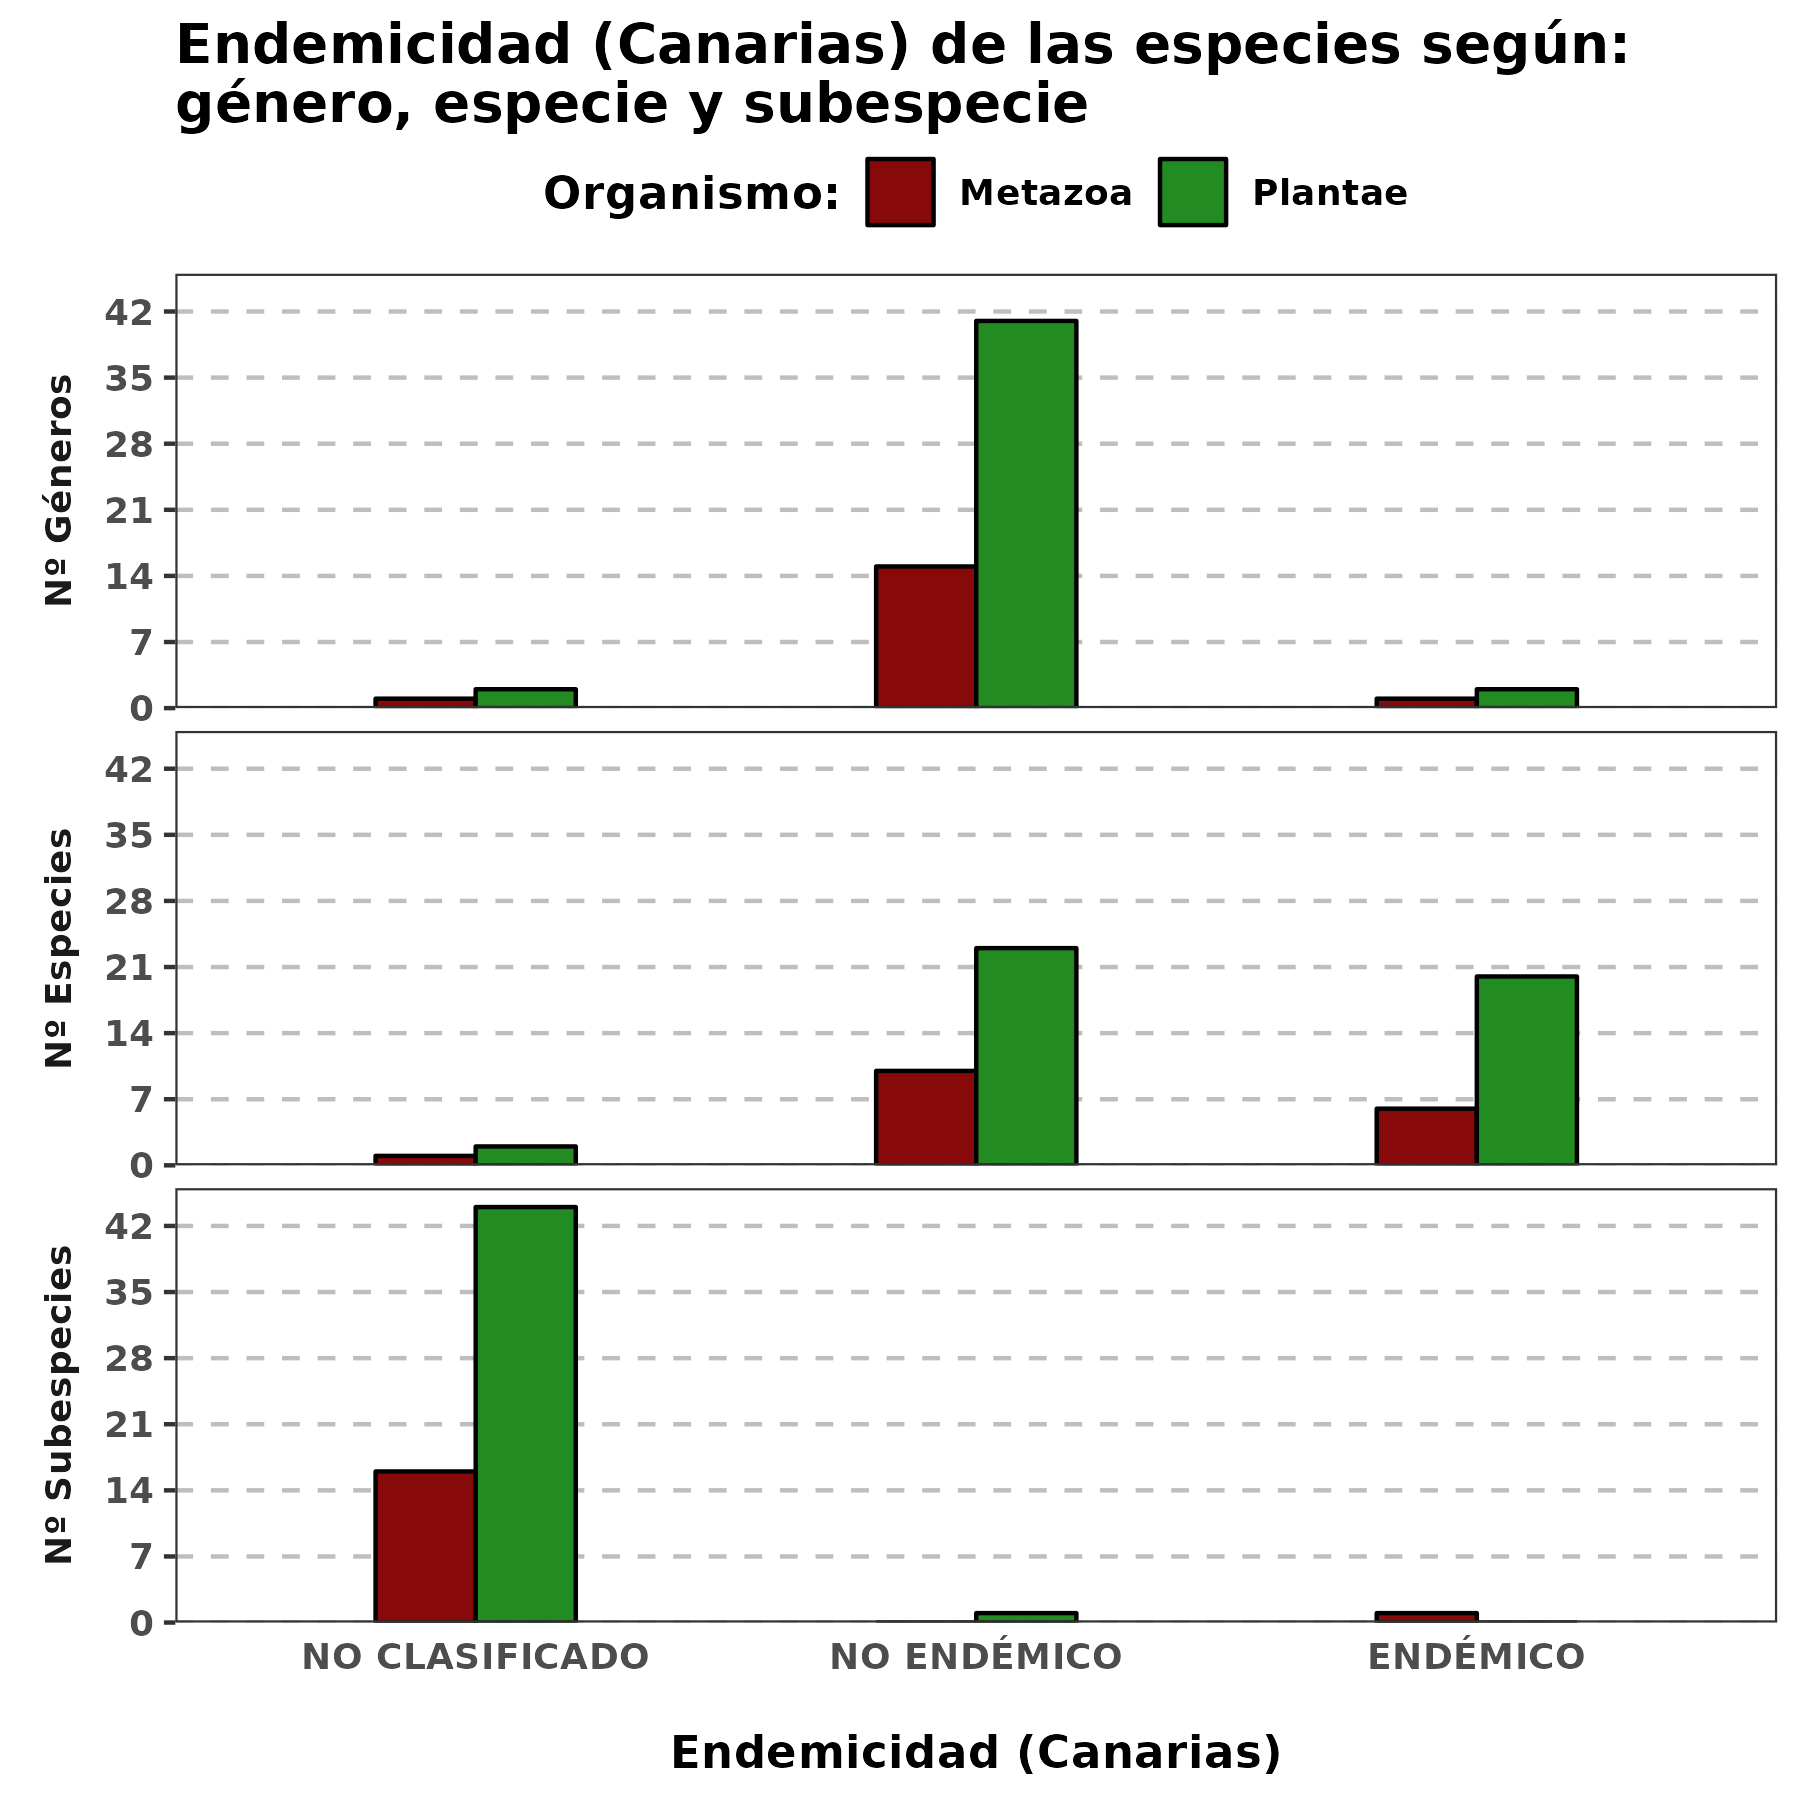 Endemicidad (Canarias) de las especies según:
género, especie y subespecie
Organismo: Metazoa Plantae
Nº Géneros
42
35
28
21
14
7
0
Nº Especies
42
35
28
21
14
7
0
Nº Subespecies
42
35
28
21
14
7
0
NO CLASIFICADO NO ENDÉMICO ENDÉMICO
Endemicidad (Canarias)